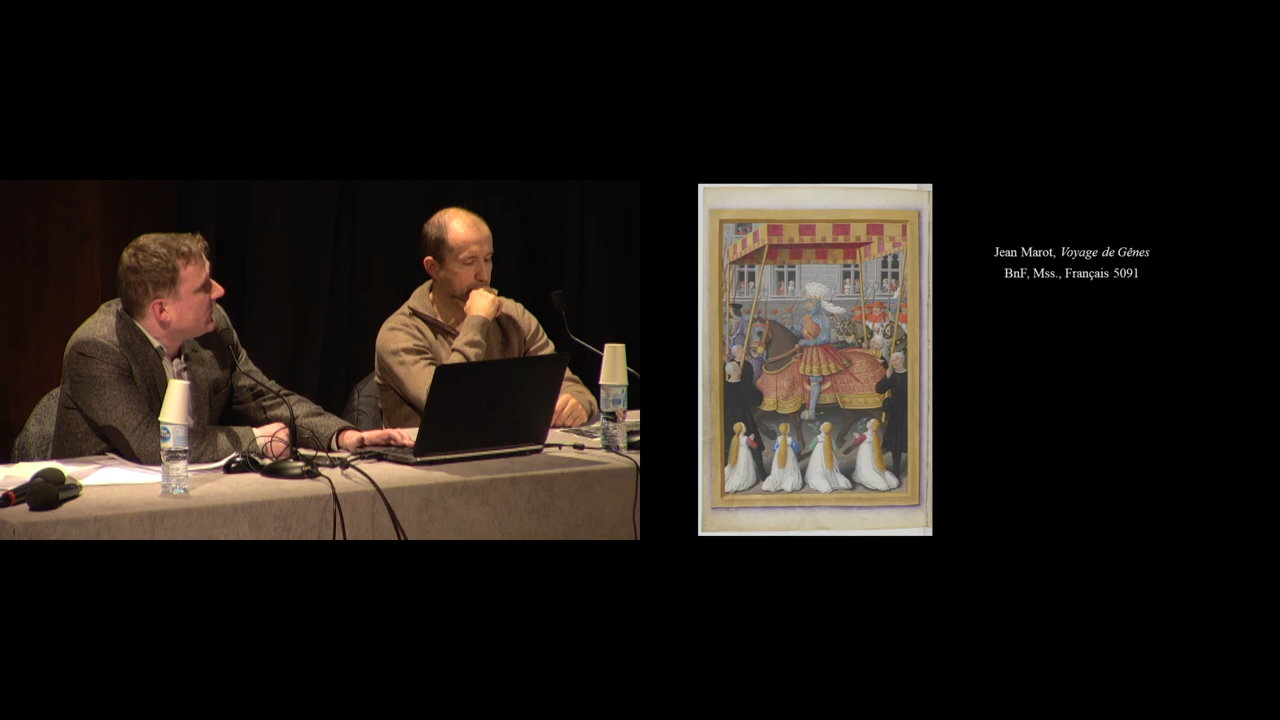 Jean Marot, Voyage de Gênes
BnF, Mss., Français 5091